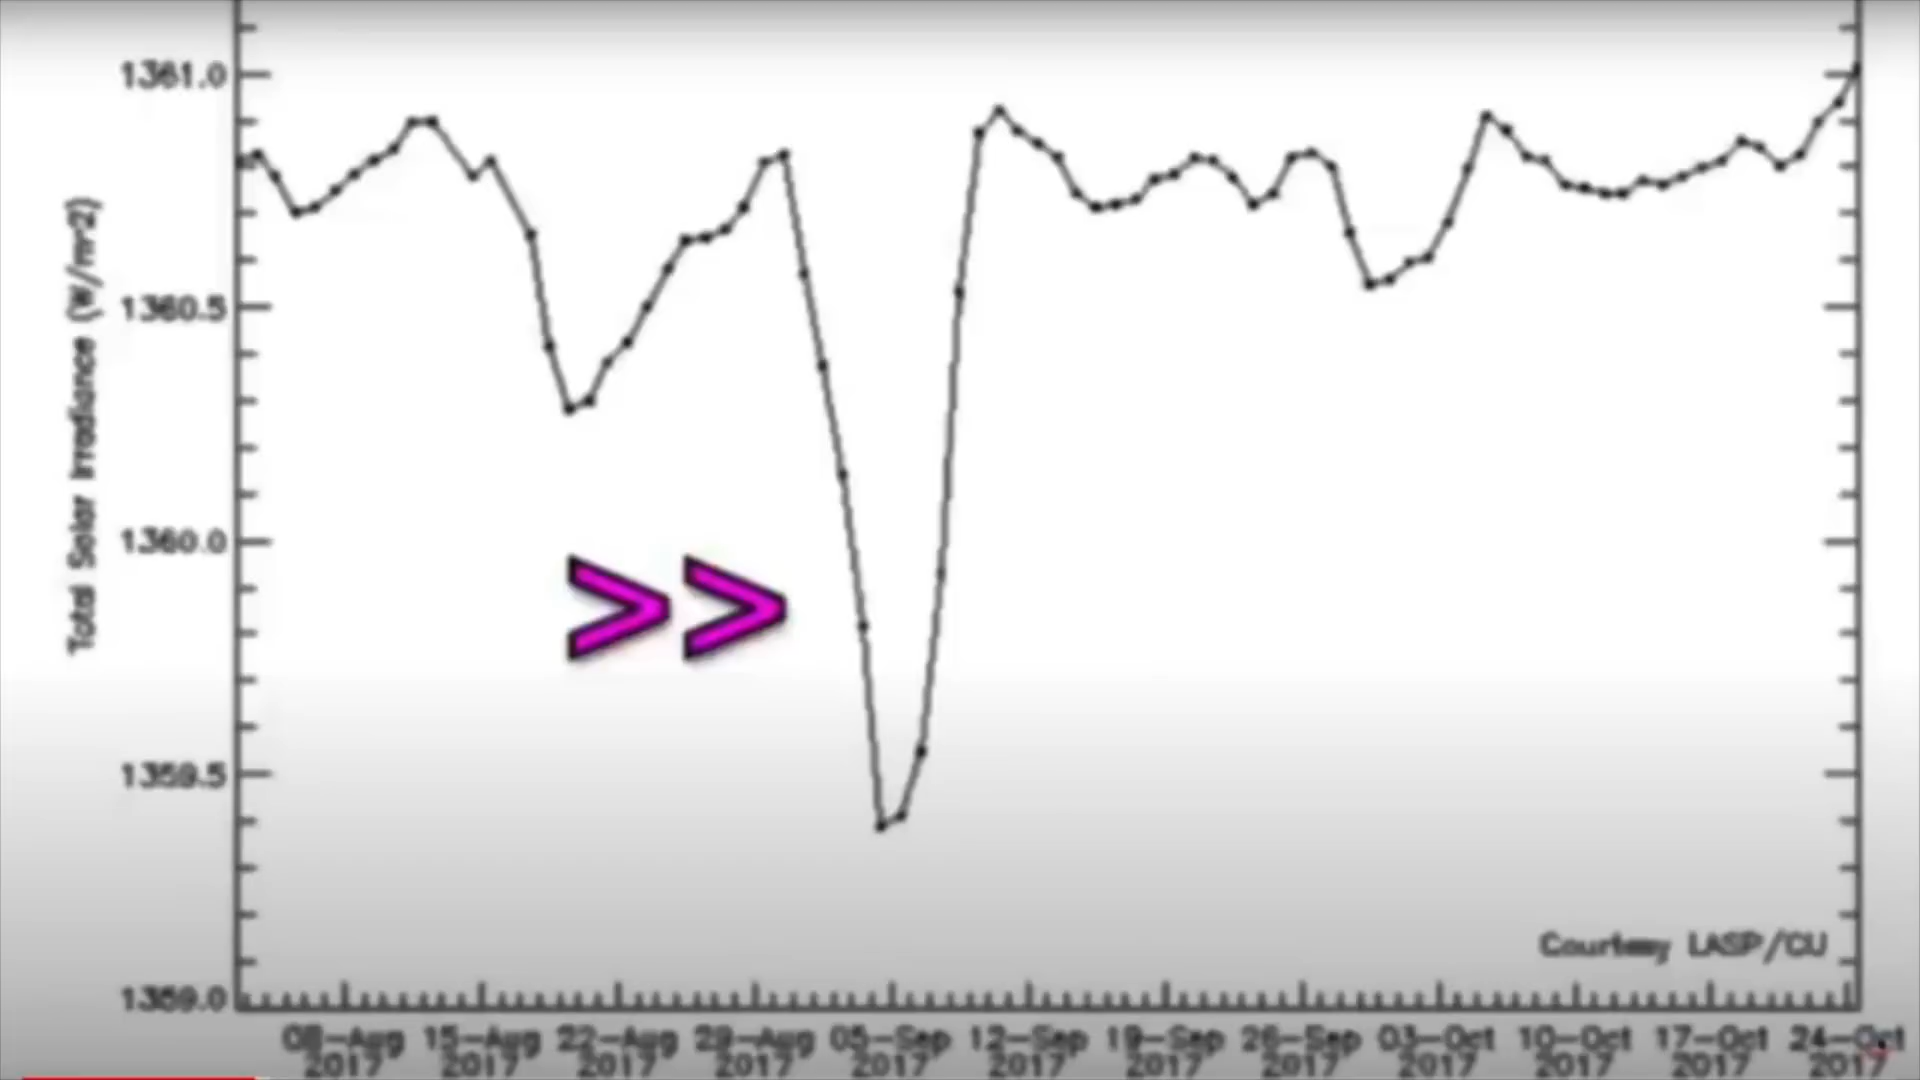 1361.0
1360.5
1360.0
1359.5
1359.0
Total Solar Irradiance (W/m^2)
>>
Courtesy LASP/CU
08-Aug 15-Aug 22-Aug 29-Aug 05-Sep 12-Sep 19-Sep 26-Sep 03-Oct 10-Oct 17-Oct 24-Oct
2017 2017 2017 2017 2017 2017 2017 2017 2017 2017 2017 2017